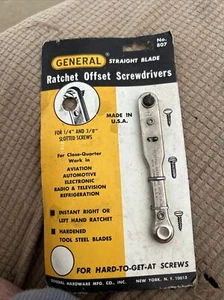 GENERAL STRAIGHT BLADE
No. 807
Ratchet Offset Screwdrivers
FOR 1/4" AND 3/8"
SLOTTED SCREWS
MADE IN
U.S.A.
For Close-Quarter
Work in
AVIATION
AUTOMOTIVE
ELECTRONIC
RADIO & TELEVISION
REFRIGERATION
INSTANT RIGHT OR
LEFT HAND RATCHET
HARDENED
TOOL STEEL BLADES
FOR HARD-TO-GET-AT SCREWS
GENERAL HARDWARE MFG. CO., INC.
NEW YORK, N. Y. 10013